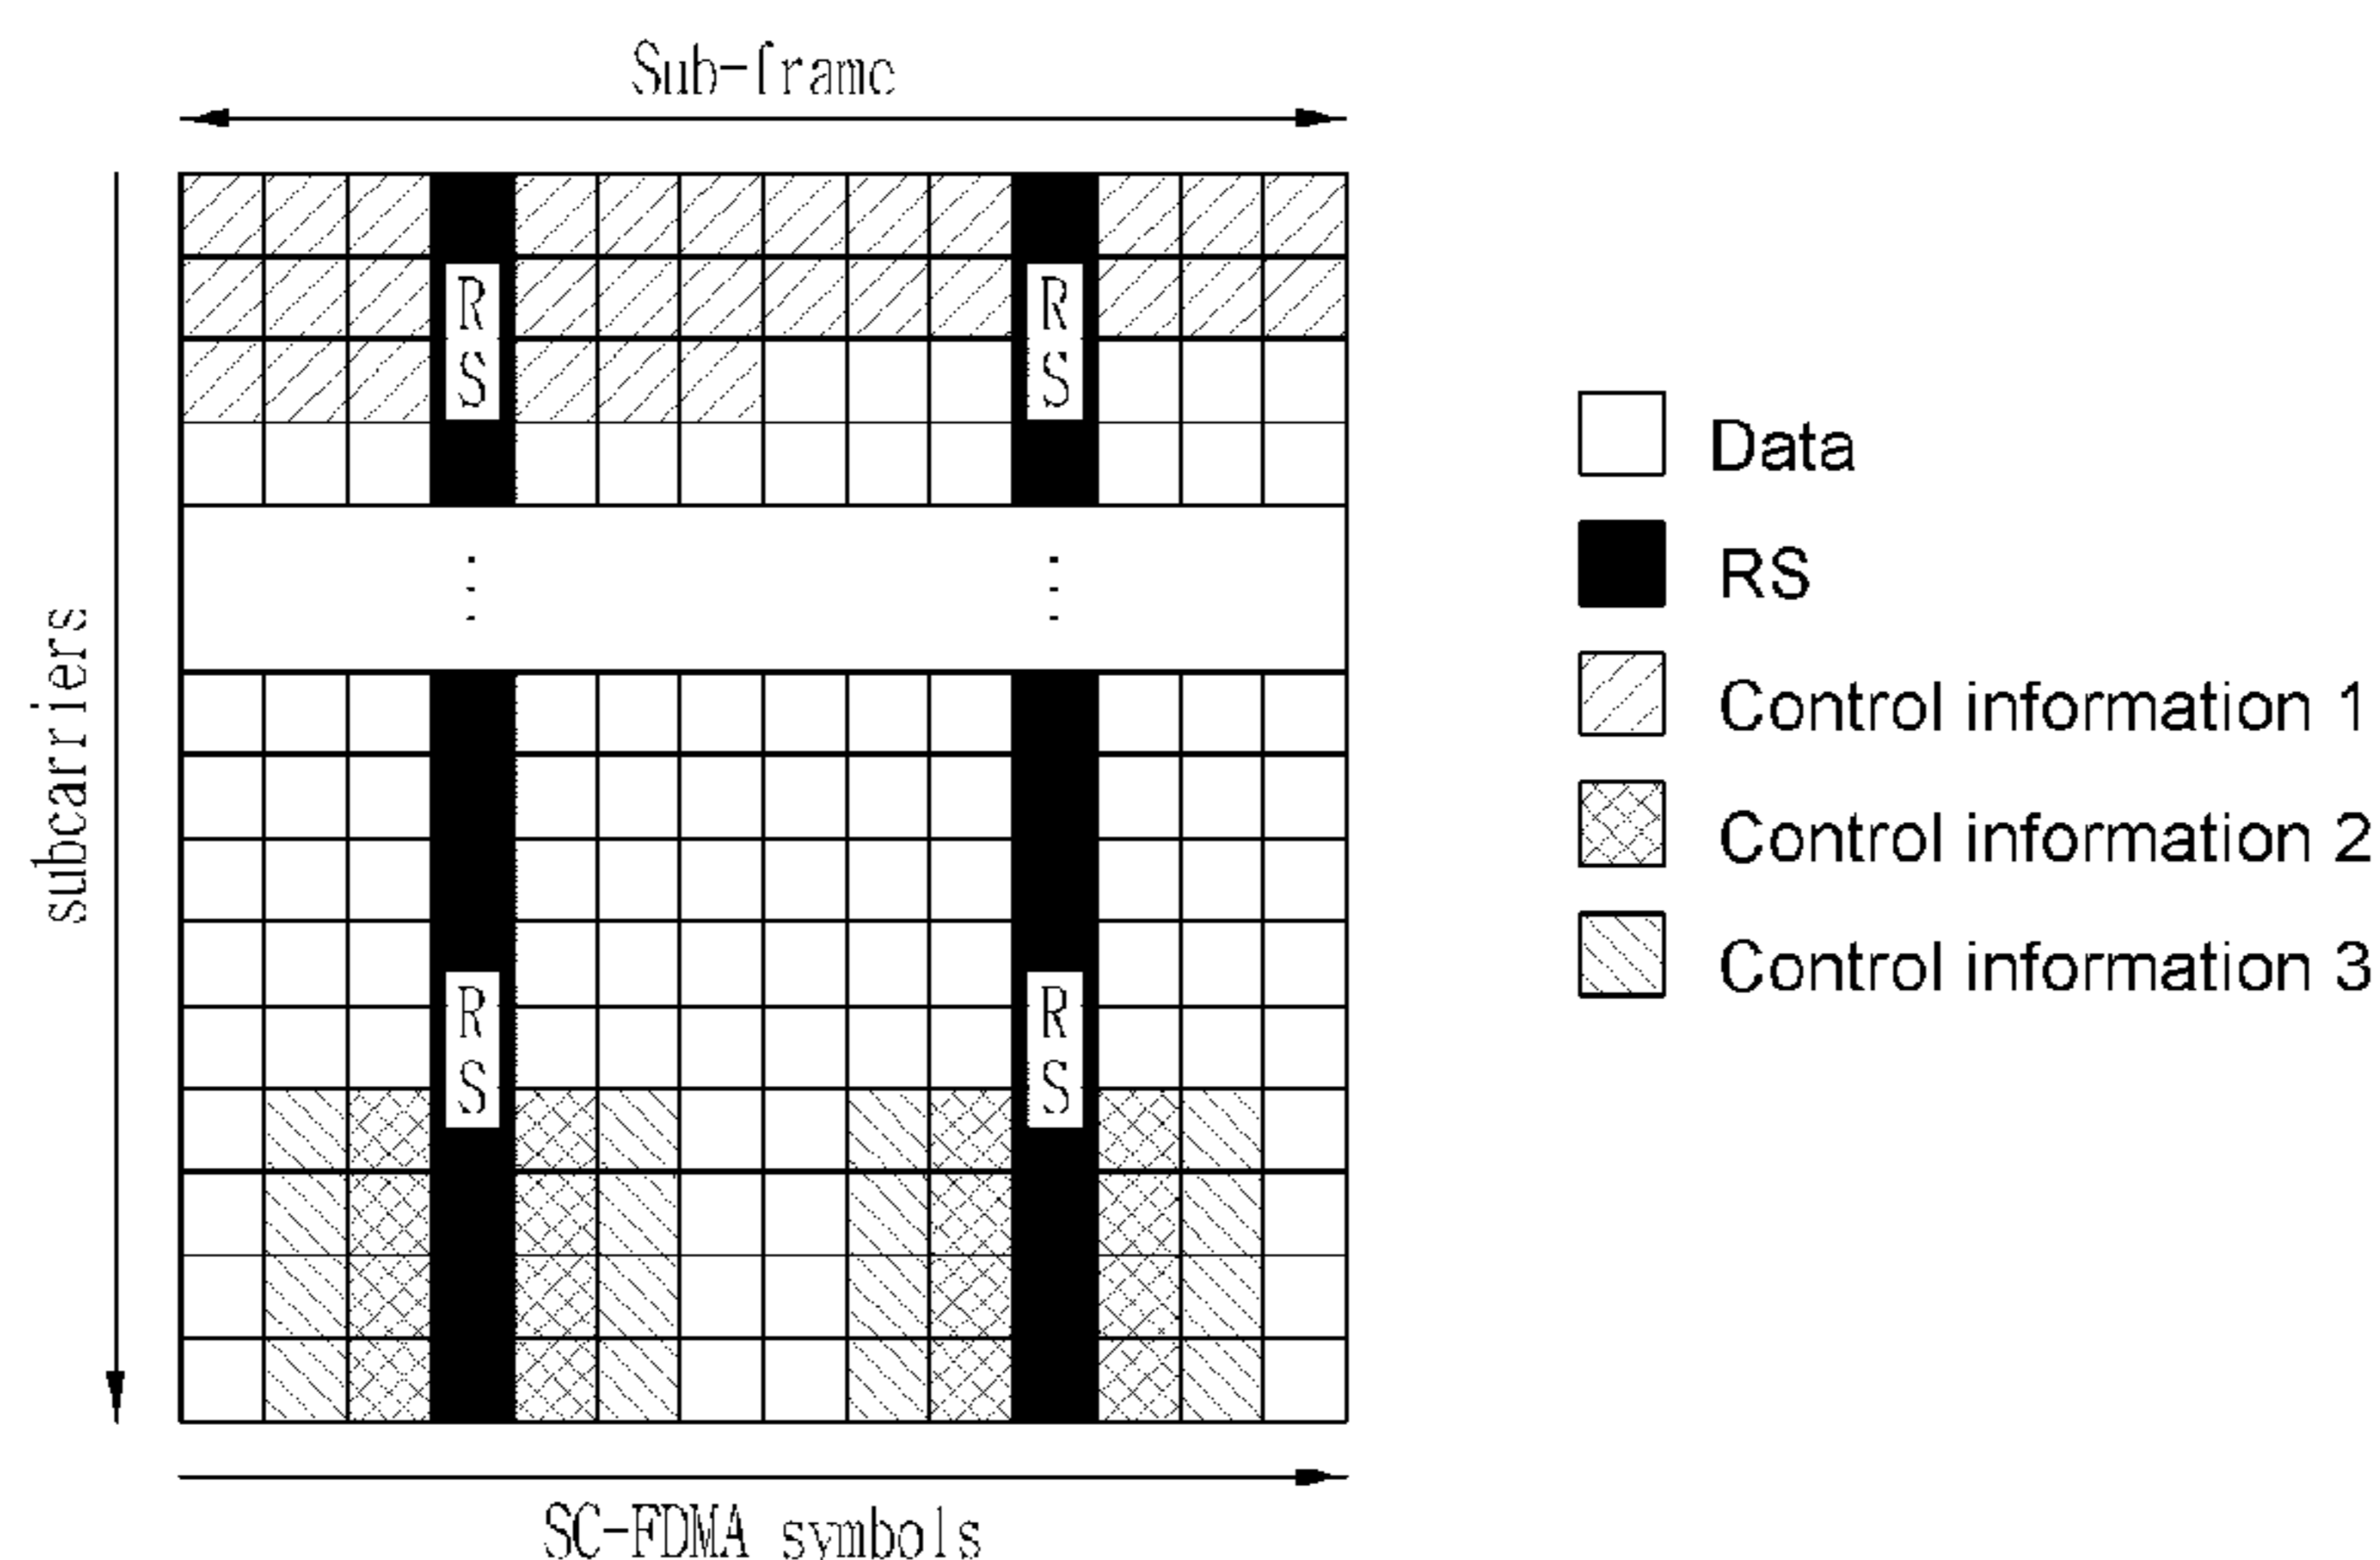 Sub-frame
RS
RS
subcarriers
RS
RS
SC-FDMA symbols
Data
RS
Control information 1
Control information 2
Control information 3